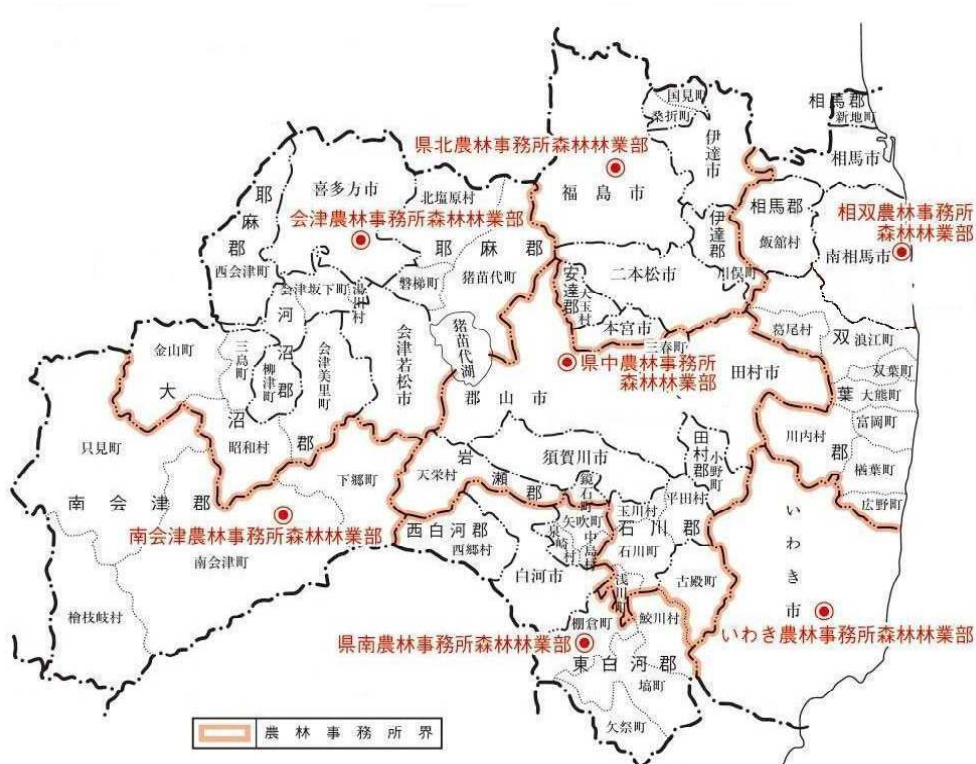 国見町
桑折町
相馬郡
新地町
伊達市
相馬市
県北農林事務所森林林業部
福島市
喜多方市
北塩原村
耶麻郡
会津農林事務所森林林業部
耶麻郡
西会津町
伊達郡
相馬郡
飯舘村
相双農林事務所
森林林業部
南相馬市
川俣町
二本松市
安達郡
大玉村
本宮市
猪苗代町
磐梯町
会津坂下町
湯川村
河沼郡
猪苗代湖
会津若松市
会津美里町
柳津町
三島町
金山町
大沼郡
昭和村
只見町
三春町
県中農林事務所
森林林業部
郡山市
田村市
葛尾村
双葉郡
浪江町
双葉町
大熊町
富岡町
川内村
楢葉町
広野町
田村郡
小野町
須賀川市
岩瀬郡
天栄村
鏡石町
玉川村
平田村
石川郡
石川町
古殿町
浅川町
下郷町
南会津郡
南会津農林事務所森林林業部
南会津町
檜枝岐村
西白河郡
西郷村
白河市
泉崎村
矢吹町
中島村
棚倉町
鮫川村
県南農林事務所森林林業部
東白河郡
塙町
矢祭町
いわき市
いわき農林事務所森林林業部
農林事務所界